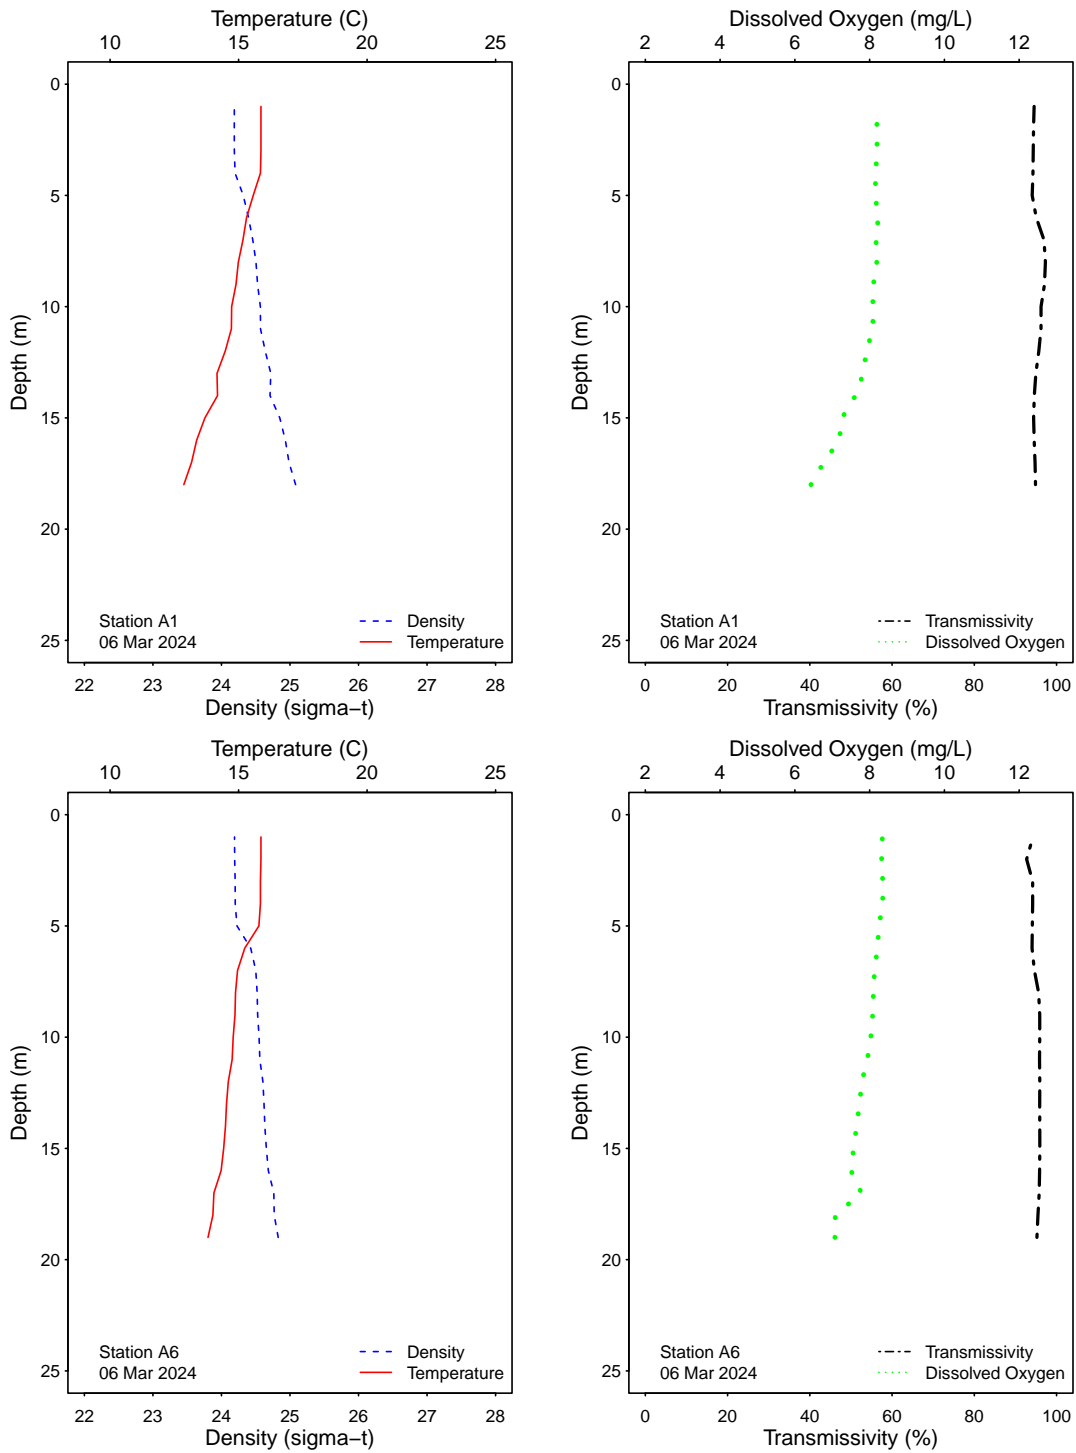 Temperature (C)
10 15 20 25
0
5
10
15
20
25
Depth (m)
Station A1
06 Mar 2024
Density
Temperature
22 23 24 25 26 27 28
Density (sigma−t)
Dissolved Oxygen (mg/L)
2 4 6 8 10 12
0
5
10
15
20
25
Depth (m)
Station A1
06 Mar 2024
Transmissivity
Dissolved Oxygen
0 20 40 60 80 100
Transmissivity (%)
Temperature (C)
10 15 20 25
0
5
10
15
20
25
Depth (m)
Station A6
06 Mar 2024
Density
Temperature
22 23 24 25 26 27 28
Density (sigma−t)
Dissolved Oxygen (mg/L)
2 4 6 8 10 12
0
5
10
15
20
25
Depth (m)
Station A6
06 Mar 2024
Transmissivity
Dissolved Oxygen
0 20 40 60 80 100
Transmissivity (%)